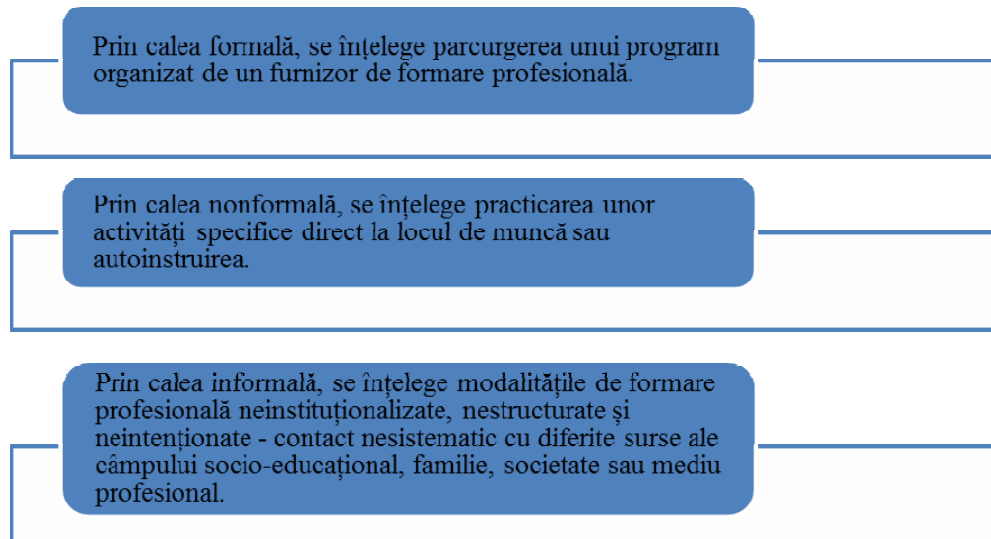 Prin calea formală, se înțelege parcurgerea unui program
organizat de un furnizor de formare profesională.
Prin calea nonformală, se înțelege practicarea unor
activități specifice direct la locul de muncă sau
autoinstruirea.
Prin calea informală, se înțelege modalitățile de formare
profesională neinstituționalizate, nestructurate și
neintenționate - contact nesistematic cu diferite surse ale
câmpului socio-educațional, familie, societate sau mediu
profesional.